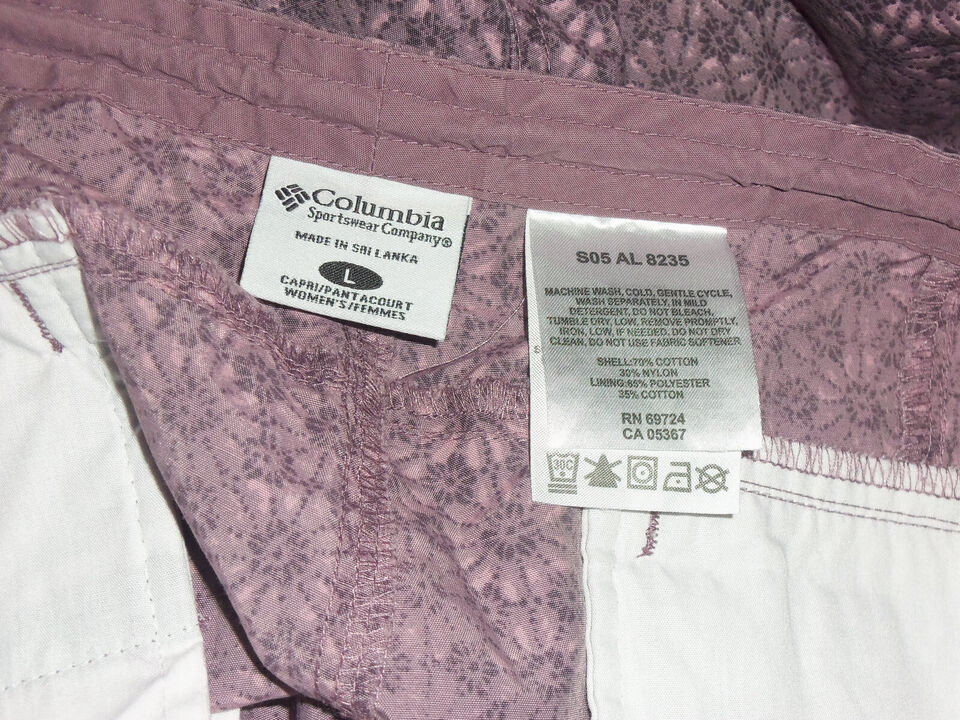 Columbia
Sportswear Company®
MADE IN SRI LANKA
L
CAPRI/PANTACOURT
WOMEN'S/FEMMES
S05 AL 8235
MACHINE WASH, COLD, GENTLE CYCLE,
WASH SEPARATELY, IN MILD
DETERGENT, DO NOT BLEACH,
TUMBLE DRY, LOW, REMOVE PROMPTLY,
IRON, LOW, IF NEEDED. DO NOT DRY
CLEAN, DO NOT USE FABRIC SOFTENER
SHELL:70% COTTON
30% NYLON
LINING:65% POLYESTER
35% COTTON
RN 69724
CA 05367
30C